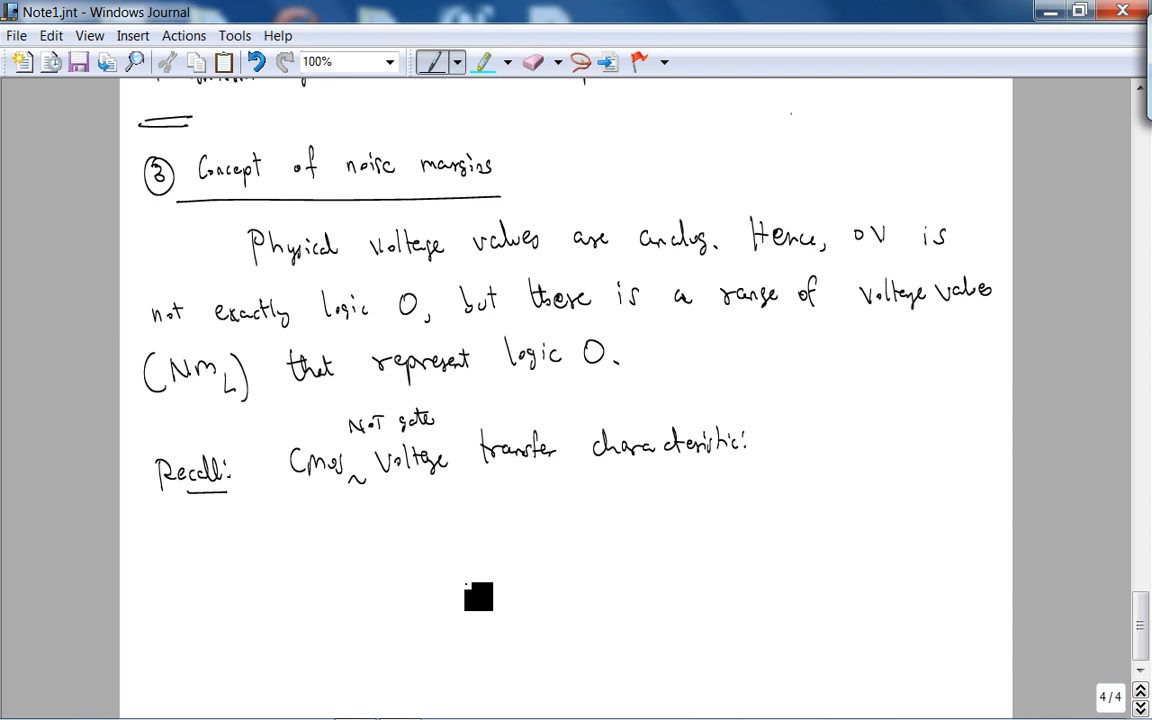 Note1.jnt - Windows Journal
File Edit View Insert Actions Tools Help
100%
③ Concept of noise margins
Physical voltage values are analog. Hence, 0V is
not exactly logic 0, but there is a range of voltage values
(NML) that represent logic 0.
NOT gate
Recall: CMOS Voltage transfer characteristic:
4 / 4